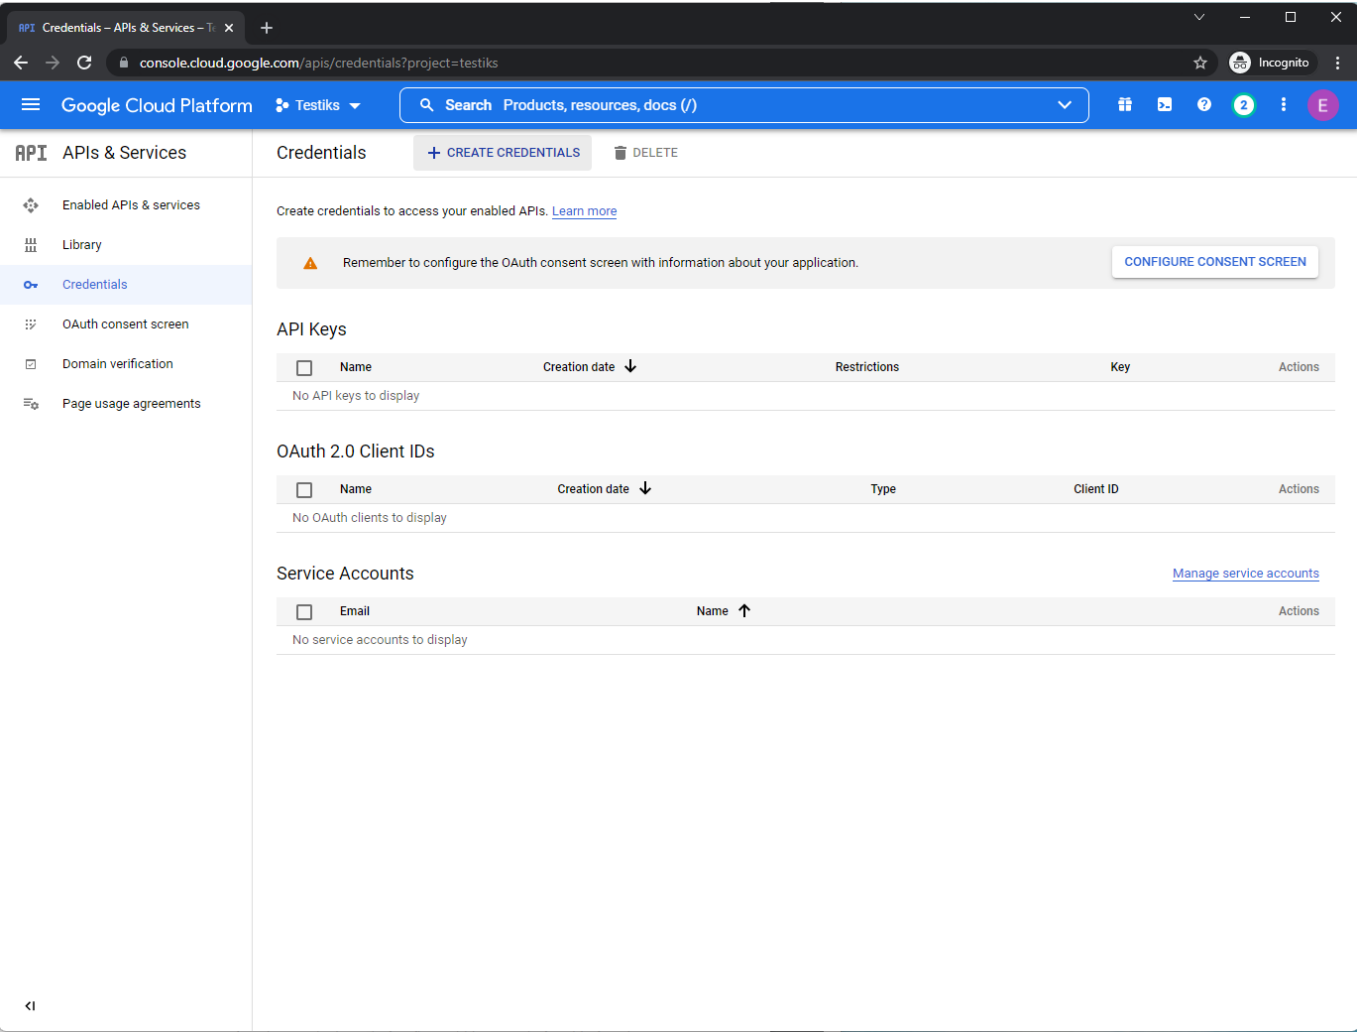 API Credentials – APIs & Services – Te
console.cloud.google.com/apis/credentials?project=testiks
Incognito
Google Cloud Platform
Testiks
Search Products, resources, docs (/)
2
E
API APIs & Services
Credentials
+ CREATE CREDENTIALS
DELETE
Enabled APIs & services
Library
Credentials
OAuth consent screen
Domain verification
Page usage agreements
Create credentials to access your enabled APIs. Learn more
Remember to configure the OAuth consent screen with information about your application.
CONFIGURE CONSENT SCREEN
API Keys
Name Creation date Restrictions Key Actions
No API keys to display
OAuth 2.0 Client IDs
Name Creation date Type Client ID Actions
No OAuth clients to display
Service Accounts
Manage service accounts
Email Name Actions
No service accounts to display